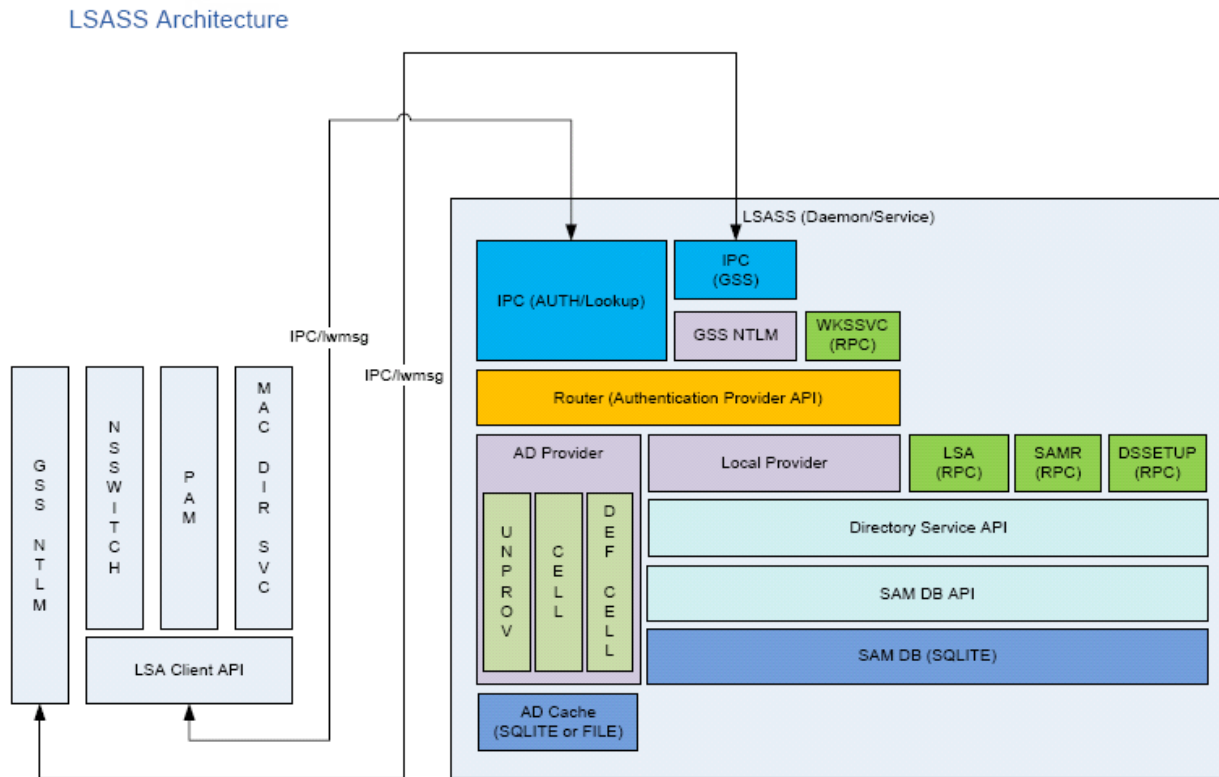 LSASS Architecture
LSASS (Daemon/Service)
IPC (AUTH/Lookup)
IPC
(GSS)
GSS NTLM
WKSSVC
(RPC)
IPC/lwmsg
IPC/lwmsg
Router (Authentication Provider API)
GSS NTLM
NSSWITCH
PAM
MAC DIR SVC
LSA Client API
AD Provider
UNPROV
CELL
DEF CELL
Local Provider
LSA
(RPC)
SAMR
(RPC)
DSSETUP
(RPC)
Directory Service API
SAM DB API
SAM DB (SQLITE)
AD Cache
(SQLITE or FILE)